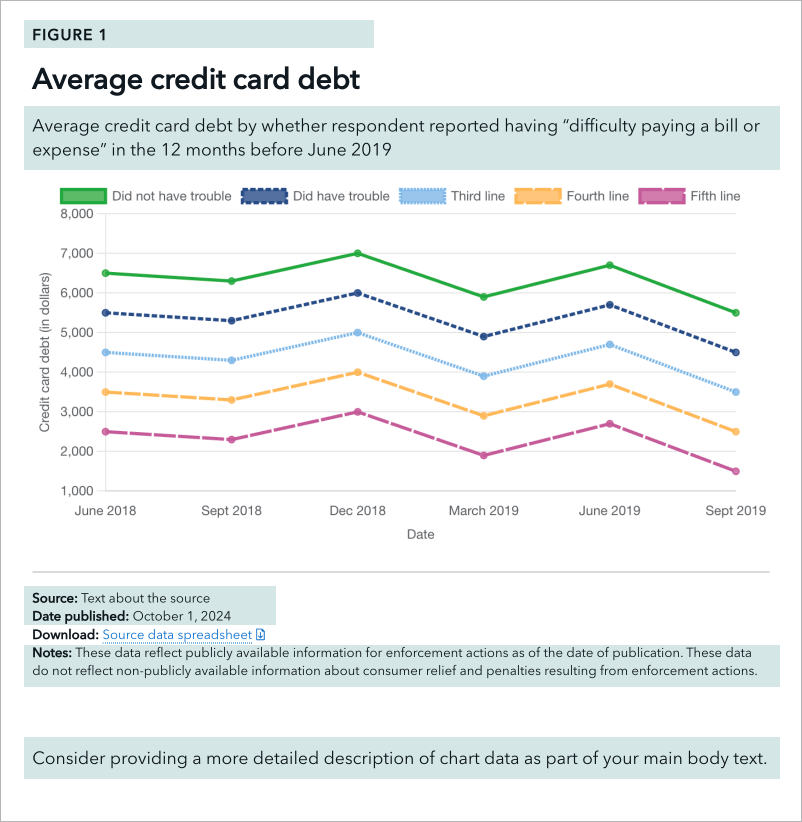 FIGURE 1
Average credit card debt
Average credit card debt by whether respondent reported having “difficulty paying a bill or
expense” in the 12 months before June 2019
Did not have trouble Did have trouble Third line Fourth line Fifth line
8,000
7,000
6,000
5,000
4,000
3,000
2,000
1,000
Credit card debt (in dollars)
June 2018 Sept 2018 Dec 2018 March 2019 June 2019 Sept 2019
Date
Source: Text about the source
Date published: October 1, 2024
Download: Source data spreadsheet
Notes: These data reflect publicly available information for enforcement actions as of the date of publication. These data
do not reflect non-publicly available information about consumer relief and penalties resulting from enforcement actions.
Consider providing a more detailed description of chart data as part of your main body text.